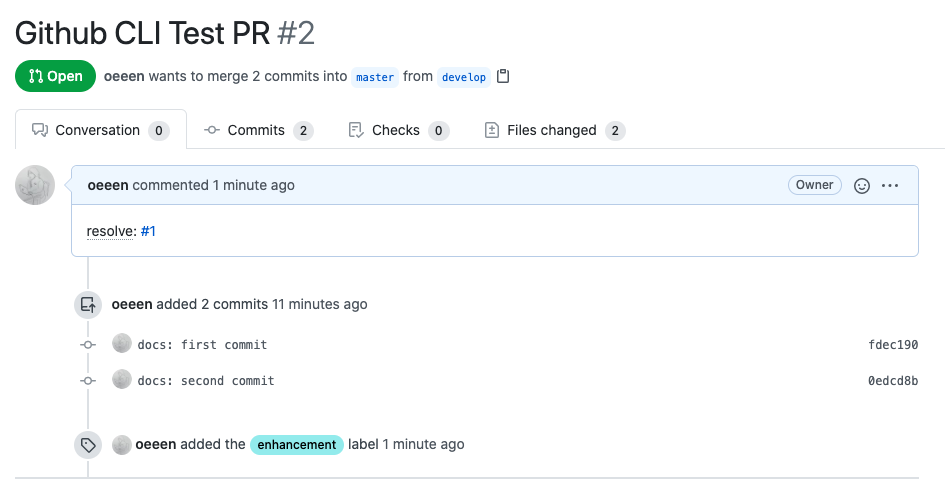 Github CLI Test PR #2
Open oeeen wants to merge 2 commits into master from develop
Conversation 0 Commits 2 Checks 0 Files changed 2
oeeen commented 1 minute ago Owner
resolve: #1
oeeen added 2 commits 11 minutes ago
docs: first commit fdec190
docs: second commit 0edcd8b
oeeen added the enhancement label 1 minute ago